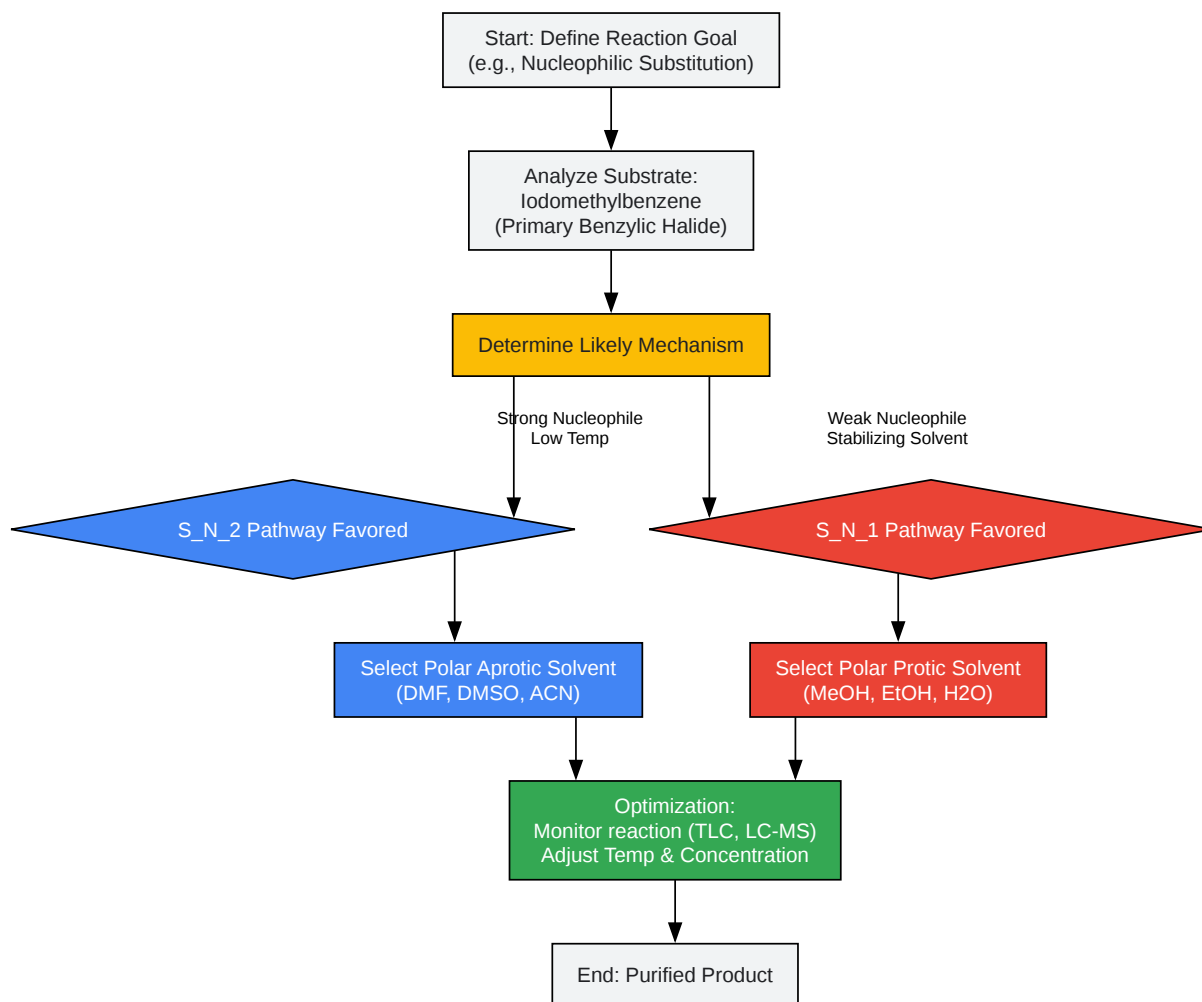 Start: Define Reaction Goal
(e.g., Nucleophilic Substitution)
Analyze Substrate:
Iodomethylbenzene
(Primary Benzylic Halide)
Determine Likely Mechanism
Strong Nucleophile
Low Temp
Weak Nucleophile
Stabilizing Solvent
S_N_2 Pathway Favored
S_N_1 Pathway Favored
Select Polar Aprotic Solvent
(DMF, DMSO, ACN)
Select Polar Protic Solvent
(MeOH, EtOH, H2O)
Optimization:
Monitor reaction (TLC, LC-MS)
Adjust Temp & Concentration
End: Purified Product